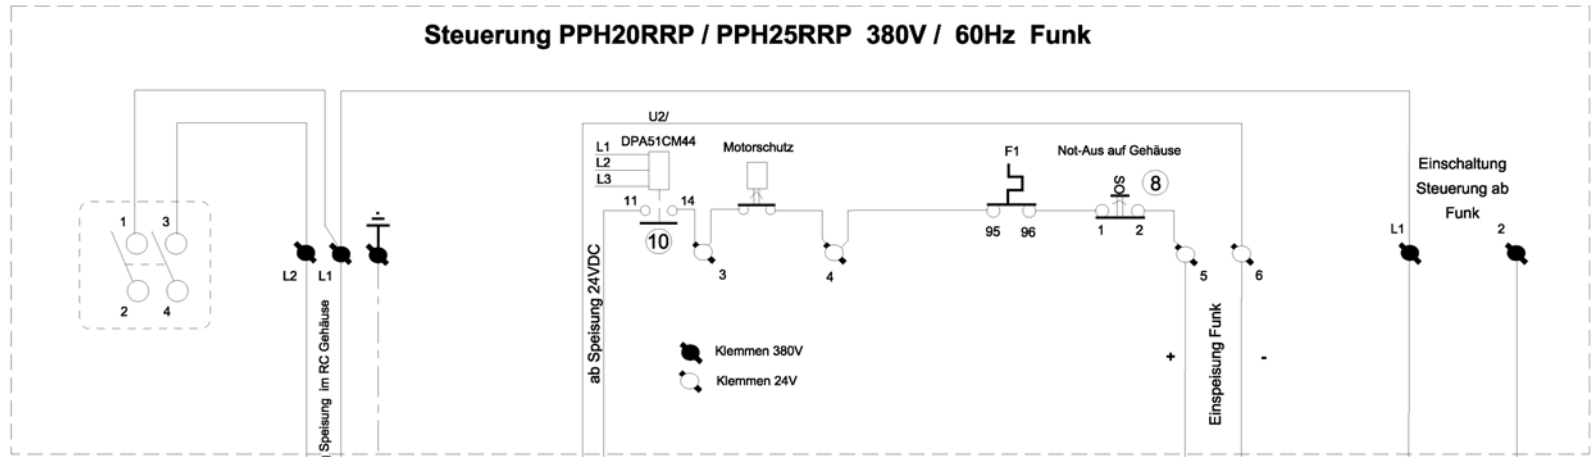 Steuerung PPH20RRP / PPH25RRP 380V / 60Hz Funk
U2/
DPA51CM44
L1
L2
L3
Motorschutz
F1
Not-Aus auf Gehäuse
SO
8
Einschaltung
Steuerung ab
Funk
1
3
11
14
10
95
96
1
2
L1
2
L2
L1
3
4
5
6
2
4
Speisung im RC Gehäuse
ab Speisung 24VDC
Klemmen 380V
Klemmen 24V
+
Einspeisung Funk
-